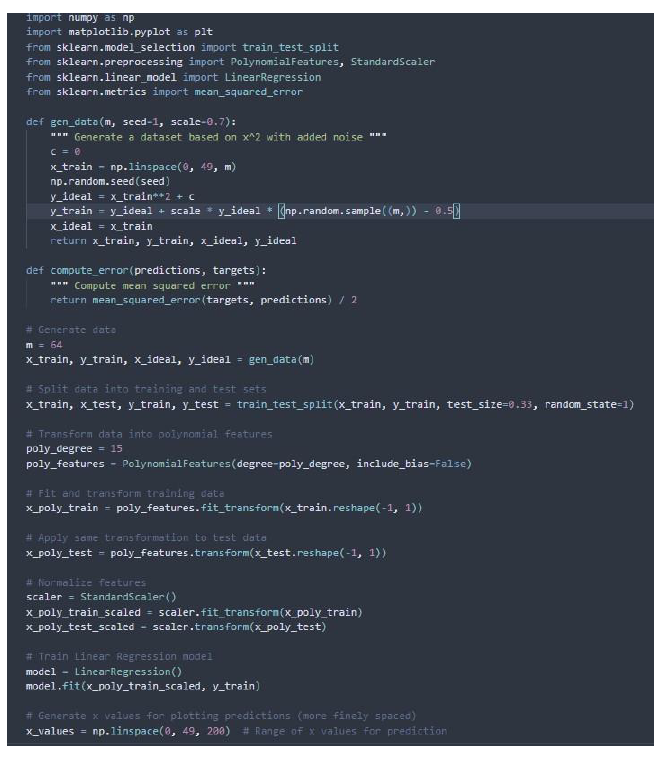 import numpy as np
import matplotlib.pyplot as plt
from sklearn.model_selection import train_test_split
from sklearn.preprocessing import PolynomialFeatures, StandardScaler
from sklearn.linear_model import LinearRegression
from sklearn.metrics import mean_squared_error
def gen_data(m, seed=1, scale=0.7):
""" Generate a dataset based on x^2 with added noise """
c = 0
x_train = np.linspace(0, 49, m)
np.random.seed(seed)
y_ideal = x_train**2 + c
y_train = y_ideal + scale * y_ideal * (np.random.sample((m,)) - 0.5)
x_ideal = x_train
return x_train, y_train, x_ideal, y_ideal
def compute_error(predictions, targets):
""" Compute mean squared error """
return mean_squared_error(targets, predictions) / 2
# Generate data
m = 64
x_train, y_train, x_ideal, y_ideal = gen_data(m)
# Split data into training and test sets
x_train, x_test, y_train, y_test = train_test_split(x_train, y_train, test_size=0.33, random_state=1)
# Transform data into polynomial features
poly_degree = 15
poly_features = PolynomialFeatures(degree=poly_degree, include_bias=False)
# Fit and transform training data
x_poly_train = poly_features.fit_transform(x_train.reshape(-1, 1))
# Apply same transformation to test data
x_poly_test = poly_features.transform(x_test.reshape(-1, 1))
# Normalize features
scaler = StandardScaler()
x_poly_train_scaled = scaler.fit_transform(x_poly_train)
x_poly_test_scaled = scaler.transform(x_poly_test)
# Train Linear Regression model
model = LinearRegression()
model.fit(x_poly_train_scaled, y_train)
# Generate x values for plotting predictions (more finely spaced)
x_values = np.linspace(0, 49, 200)  # Range of x values for prediction